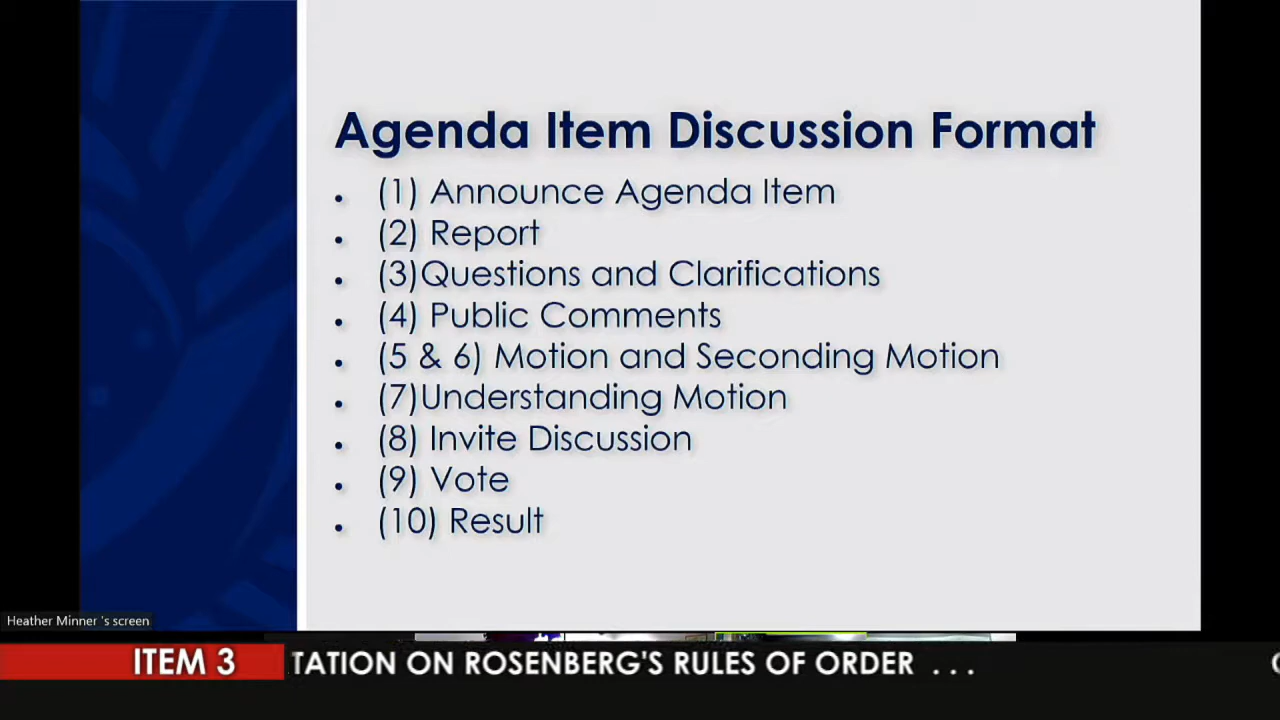 Agenda Item Discussion Format
• (1) Announce Agenda Item
• (2) Report
• (3)Questions and Clarifications
• (4) Public Comments
• (5 & 6) Motion and Seconding Motion
• (7)Understanding Motion
• (8) Invite Discussion
• (9) Vote
• (10) Result
Heather Minner 's screen
ITEM 3 TATION ON ROSENBERG'S RULES OF ORDER . . .